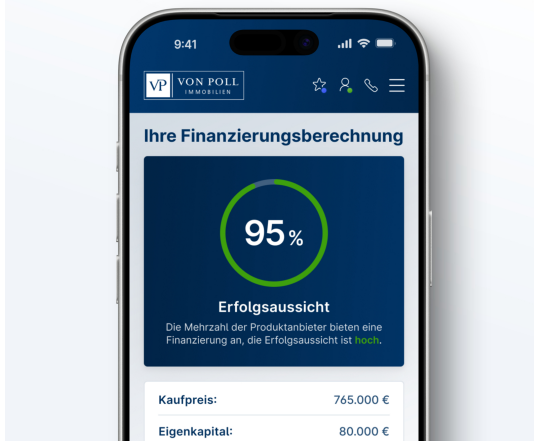 9:41
VP VON POLL
IMMOBILIEN
Ihre Finanzierungsberechnung
95%
Erfolgsaussicht
Die Mehrzahl der Produktanbieter bieten eine
Finanzierung an, die Erfolgsaussicht ist hoch.
Kaufpreis: 765.000 €
Eigenkapital: 80.000 €